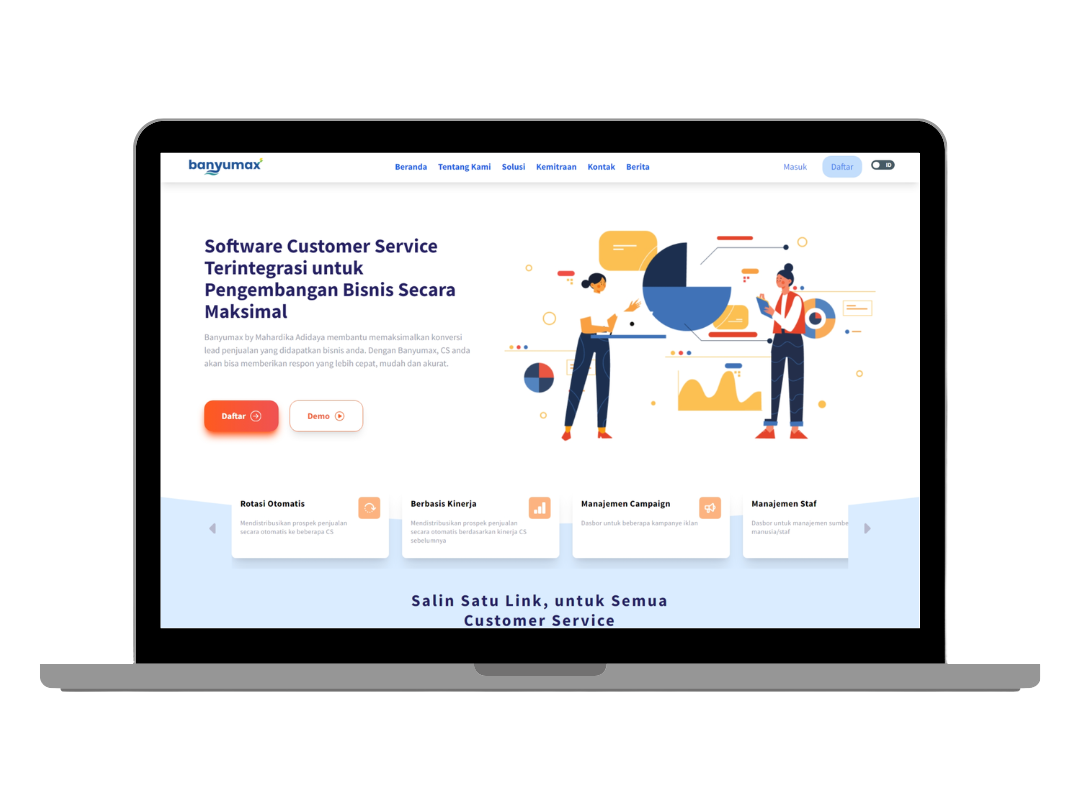 banyumax
Beranda Tentang Kami Solusi Kemitraan Kontak Berita
Masuk Daftar ID
Software Customer Service
Terintegrasi untuk
Pengembangan Bisnis Secara
Maksimal
Banyumax by Mahardika Adidaya membantu memaksimalkan konversi
lead penjualan yang didapatkan bisnis anda. Dengan Banyumax, CS anda
akan bisa memberikan respon yang lebih cepat, mudah dan akurat.
Daftar Demo
Rotasi Otomatis
Mendistribusikan prospek penjualan
secara otomatis ke beberapa CS
Berbasis Kinerja
Mendistribusikan prospek penjualan
secara otomatis berdasarkan kinerja CS
sebelumnya
Manajemen Campaign
Dasbor untuk beberapa kampanye iklan
Manajemen Staf
Dasbor untuk manajemen sumbe
manusia/staf
Salin Satu Link, untuk Semua
Customer Service